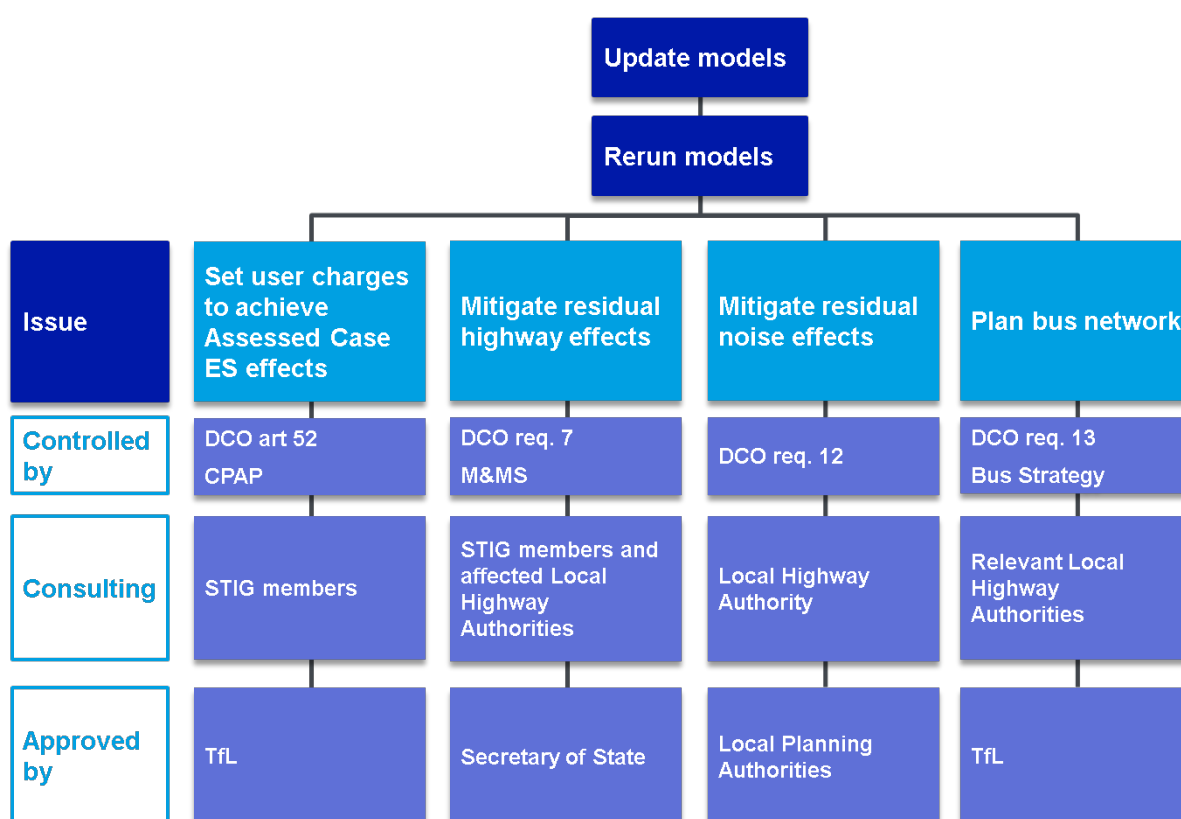 Update models
Rerun models
Issue
Set user charges
to achieve
Assessed Case
ES effects
Mitigate residual
highway effects
Mitigate residual
noise effects
Plan bus network
Controlled
by
DCO art 52
CPAP
DCO req. 7
M&MS
DCO req. 12
DCO req. 13
Bus Strategy
Consulting
STIG members
STIG members and
affected Local
Highway
Authorities
Local Highway
Authority
Relevant Local
Highway
Authorities
Approved
by
TfL
Secretary of State
Local Planning
Authorities
TfL